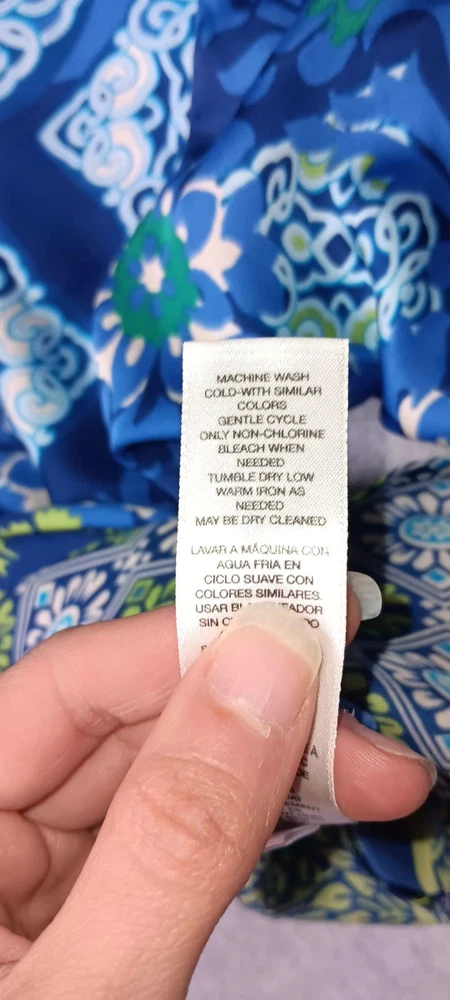 MACHINE WASH
COLD-WITH SIMILAR
COLORS
GENTLE CYCLE
ONLY NON-CHLORINE
BLEACH WHEN
NEEDED
TUMBLE DRY LOW
WARM IRON AS
NEEDED
MAY BE DRY CLEANED
LAVAR A MÁQUINA CON
AGUA FRIA EN
CICLO SUAVE CON
COLORES SIMILARES.
USAR
SIN